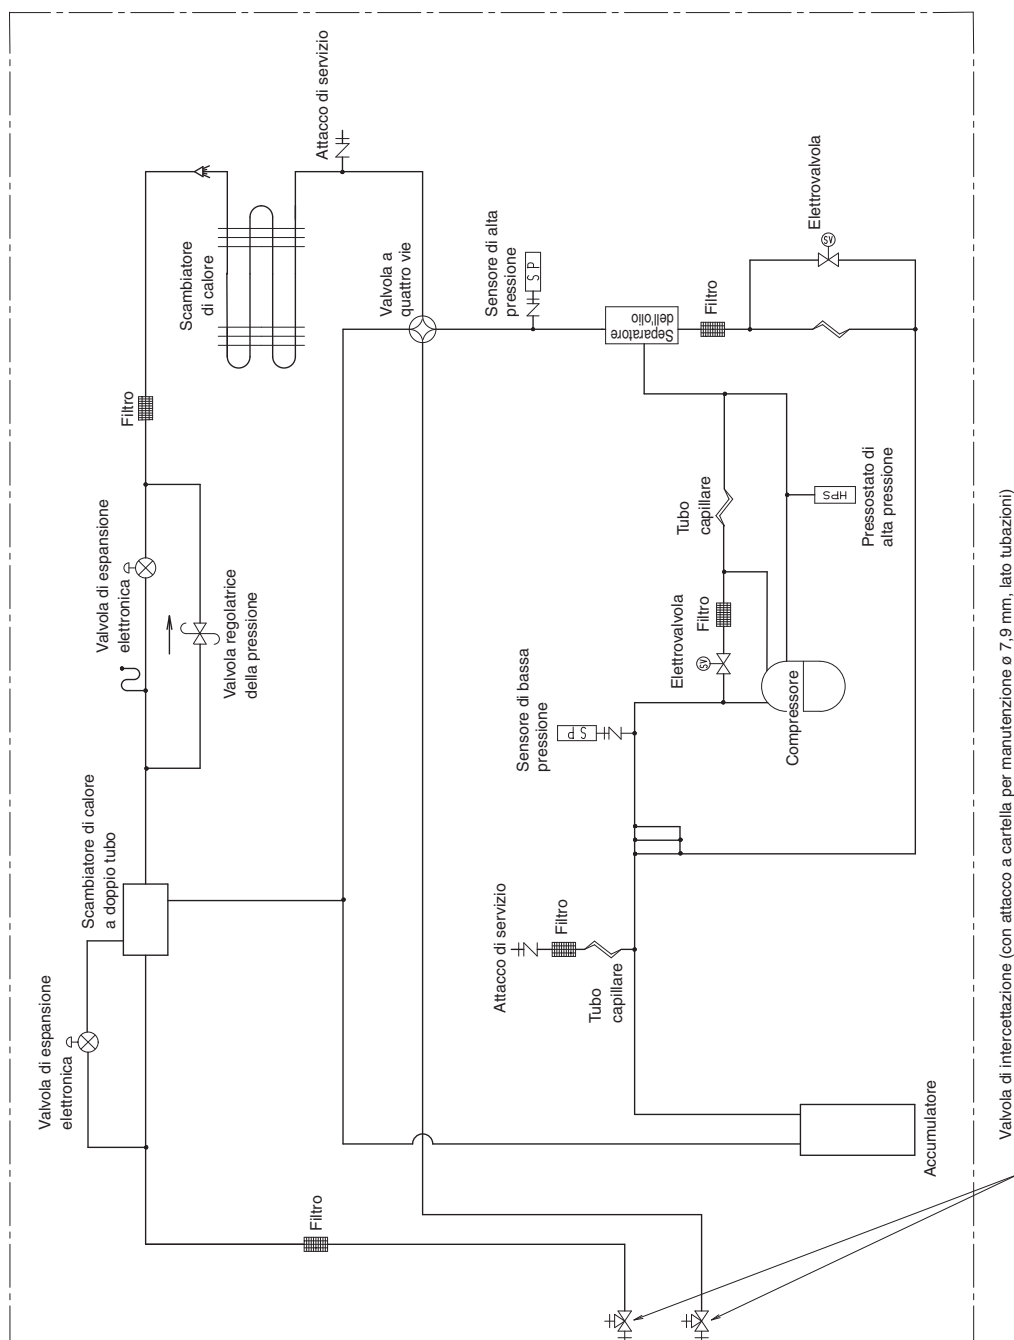 Attacco di servizio
Elettrovalvola
Scambiatore
di calore
Valvola a
quattro vie
Sensore di alta
pressione
S P
SV
Filtro
Separatore
dell'olio
Filtro
Valvola di espansione
elettronica
Valvola regolatrice
della pressione
Tubo
capillare
HPS
Pressostato di
alta pressione
Elettrovalvola
Filtro
SV
Sensore di bassa
pressione
S P
Compressore
Scambiatore di calore
a doppio tubo
Attacco di servizio
Filtro
Tubo
capillare
Valvola di espansione
elettronica
Accumulatore
Filtro
Valvola di intercettazione (con attacco a cartella per manutenzione ø 7,9 mm, lato tubazioni)